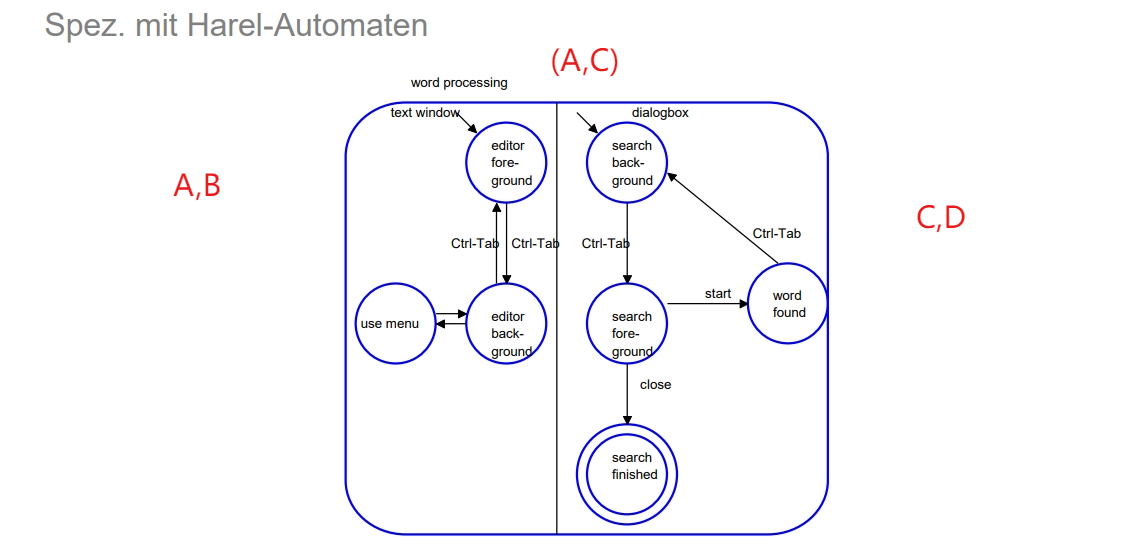 Spez. mit Harel-Automaten
(A,C)
word processing
text window
dialogbox
editor
fore-
ground
search
back-
ground
A,B
C,D
Ctrl-Tab
Ctrl-Tab
Ctrl-Tab
Ctrl-Tab
use menu
editor
back-
ground
search
fore-
ground
start
word
found
close
search
finished